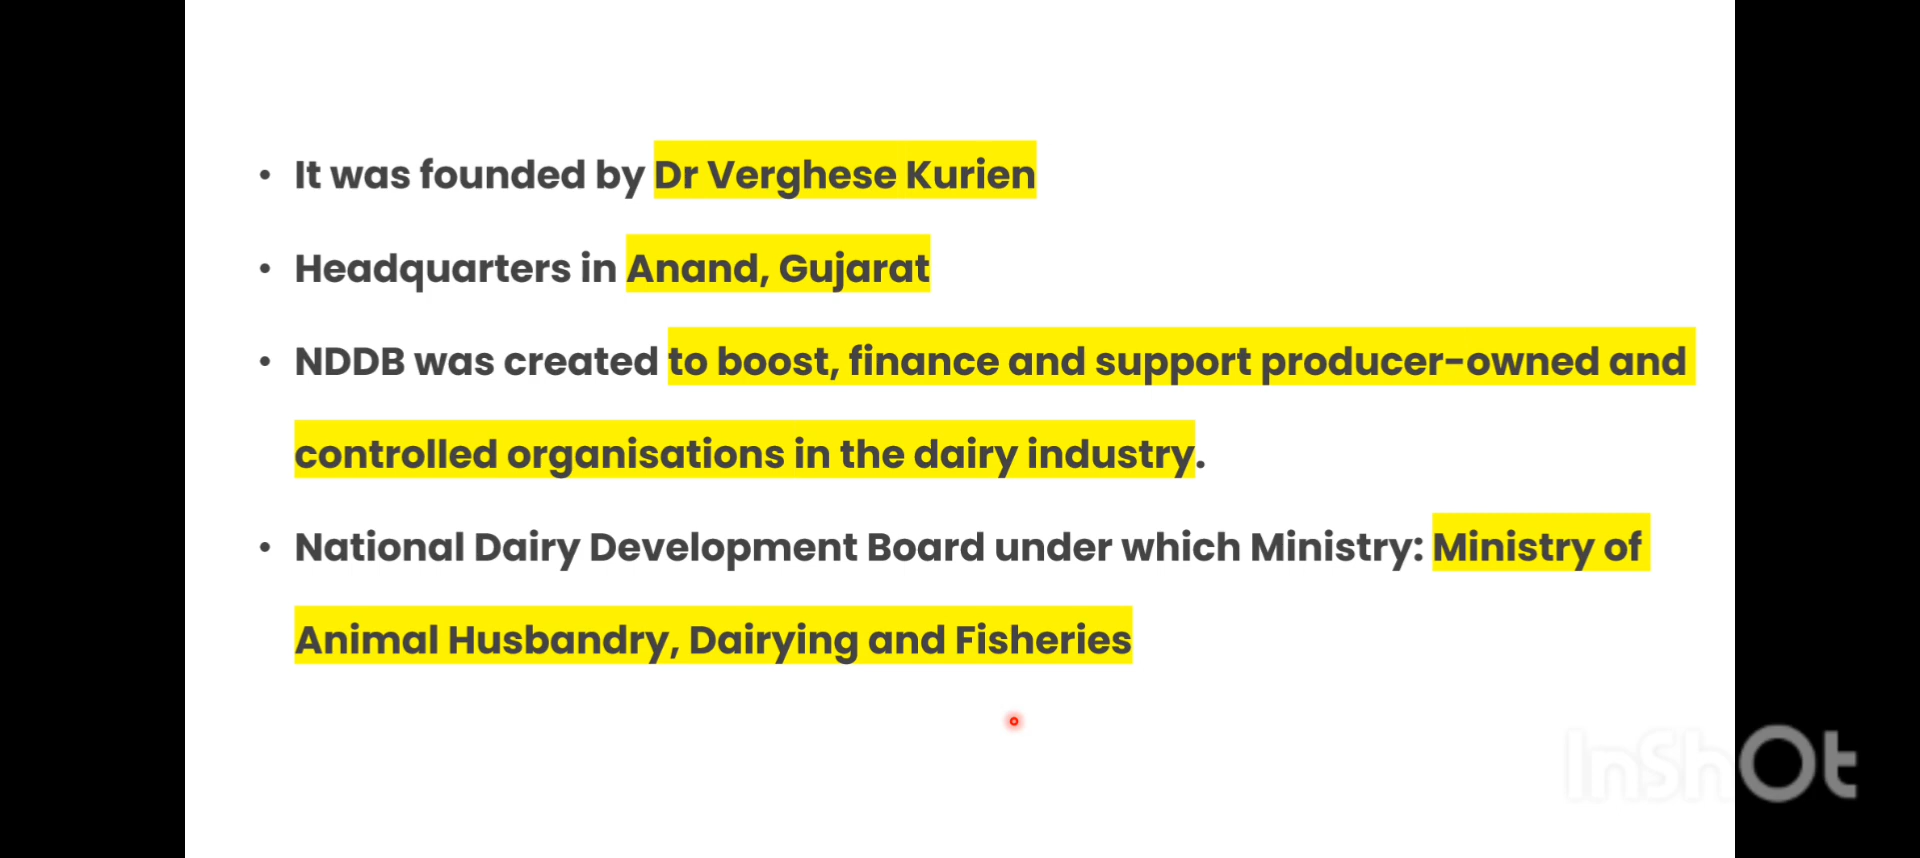 • It was founded by Dr Verghese Kurien
• Headquarters in Anand, Gujarat
• NDDB was created to boost, finance and support producer-owned and
controlled organisations in the dairy industry.
• National Dairy Development Board under which Ministry: Ministry of
Animal Husbandry, Dairying and Fisheries
InShOt